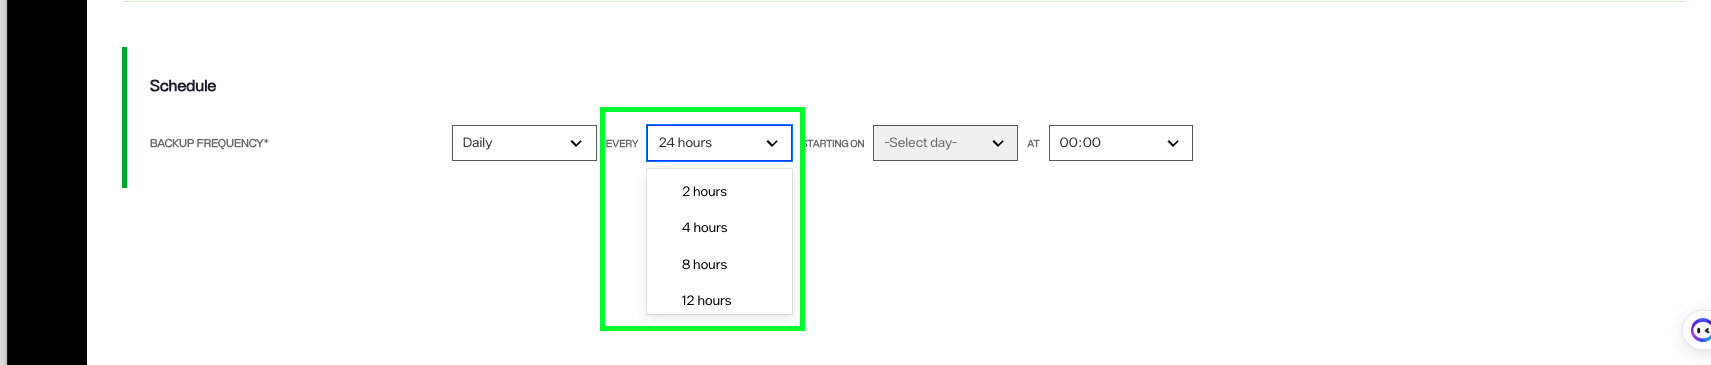 Schedule
BACKUP FREQUENCY* Daily EVERY 24 hours STARTING ON -Select day- AT 00:00
2 hours
4 hours
8 hours
12 hours